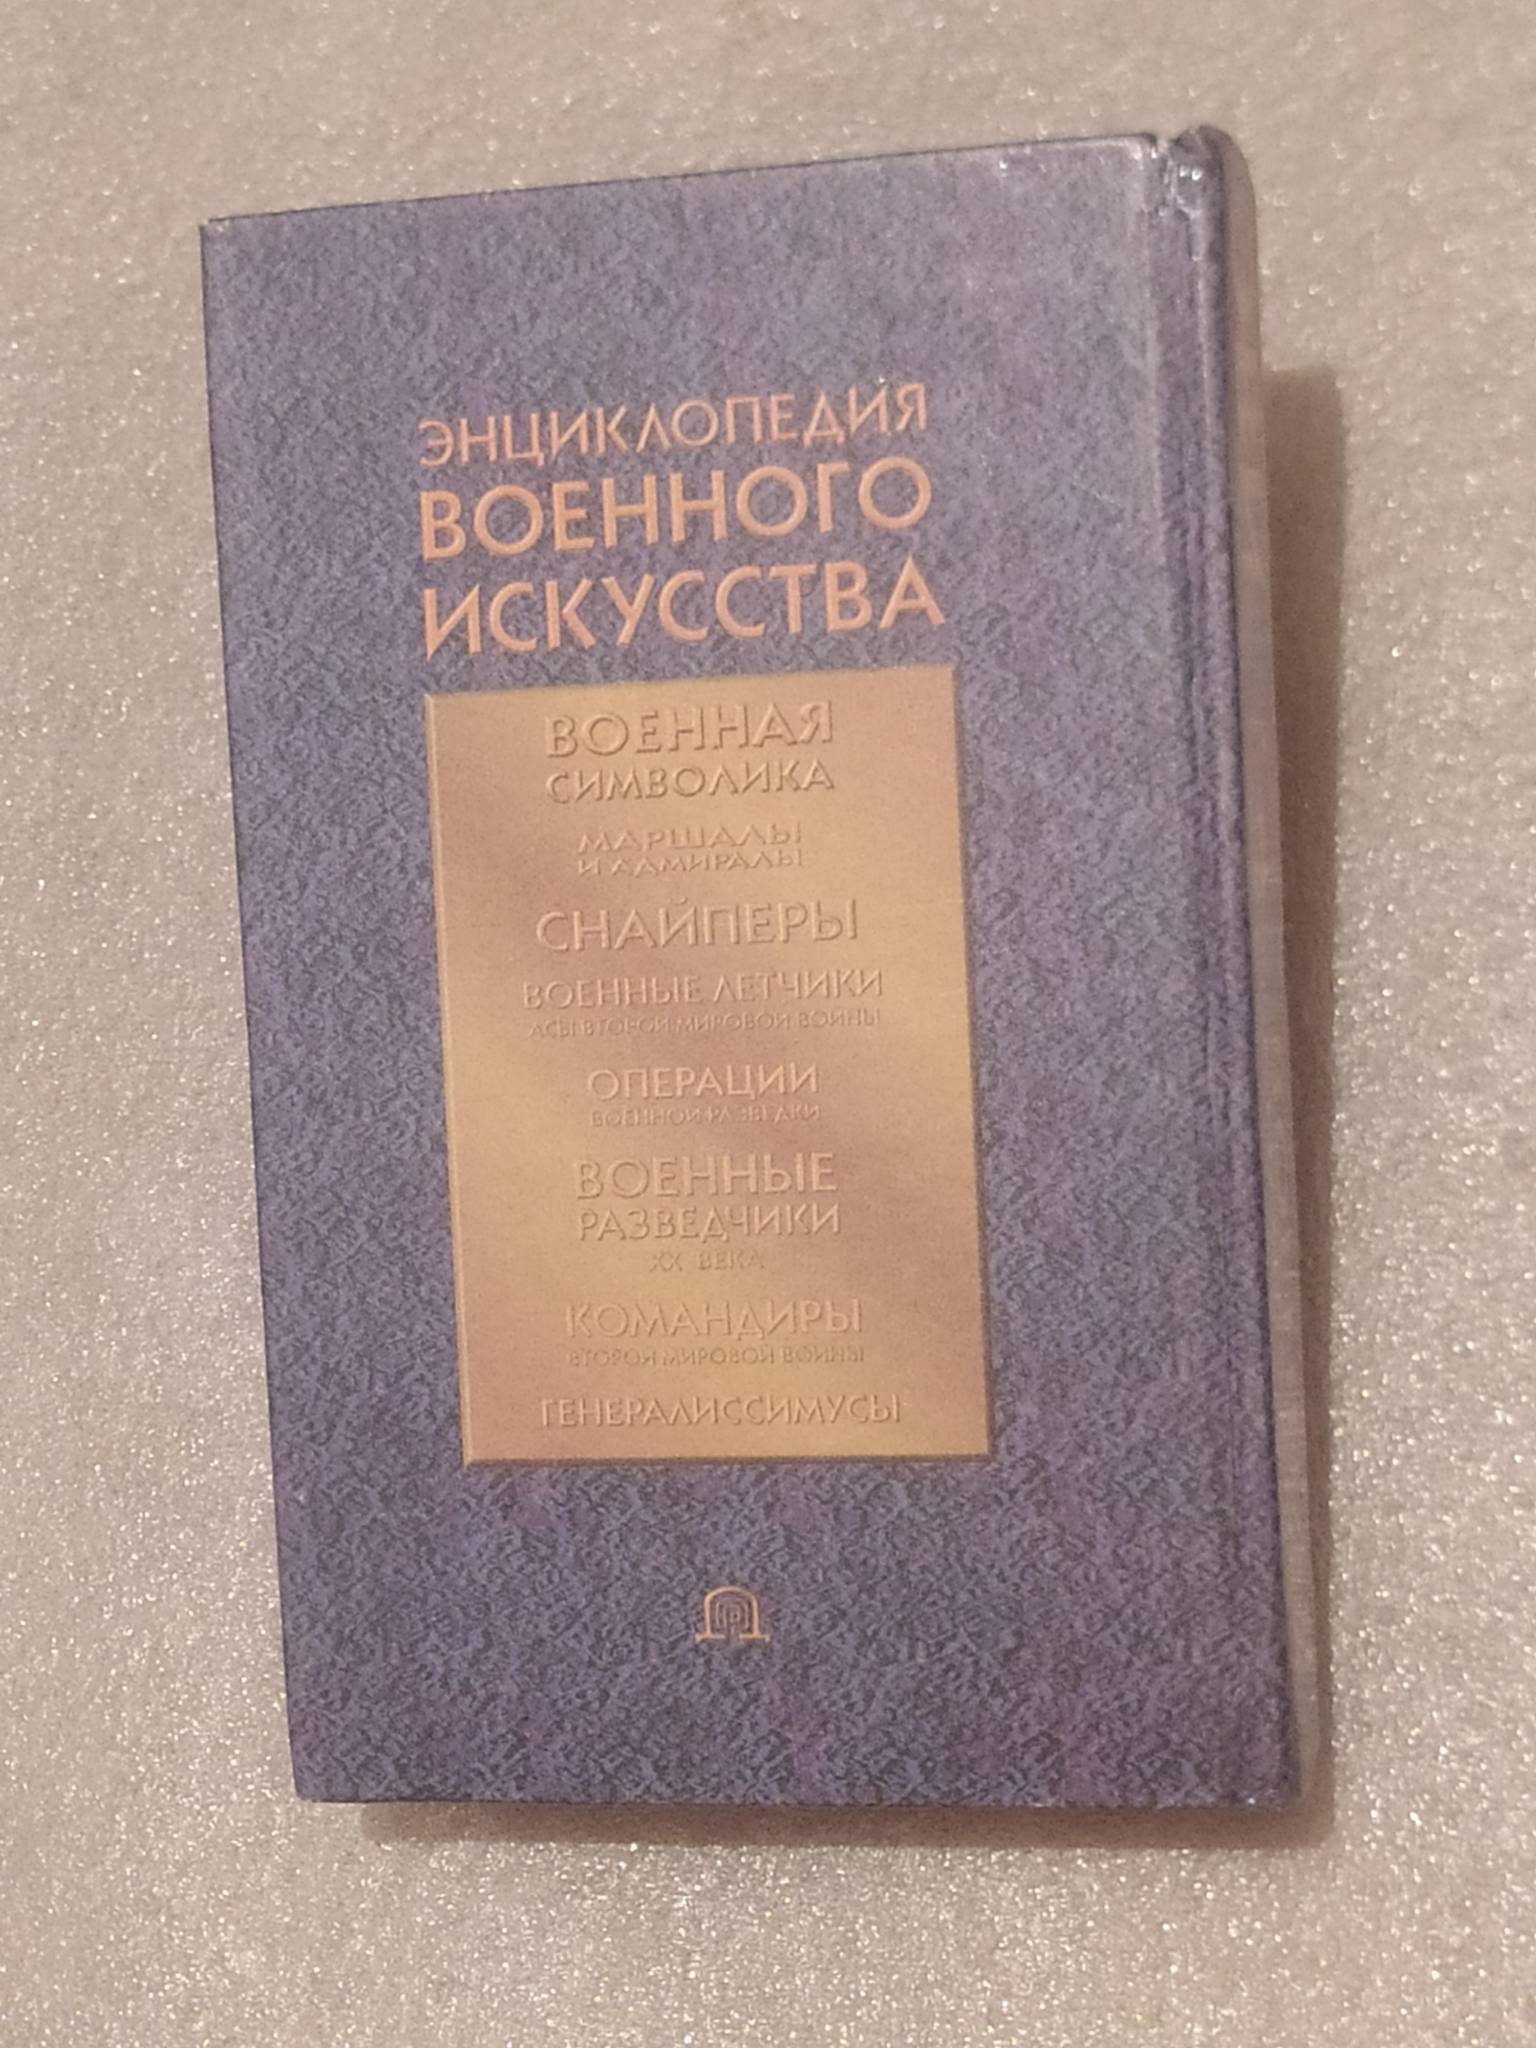 ЭНЦИКЛОПЕДИЯ
ВОЕННОГО
ИСКУССТВА
ВОЕННАЯ
СИМВОЛИКА
МАРШАЛЫ
И АДМИРАЛЫ
СНАЙПЕРЫ
ВОЕННЫЕ ЛЕТЧИКИ
АСЫ ВТОРОЙ МИРОВОЙ ВОЙНЫ
ОПЕРАЦИИ
ВОЕННОЙ РАЗВЕДКИ
ВОЕННЫЕ
РАЗВЕДЧИКИ
XX ВЕКА
КОМАНДИРЫ
ВТОРОЙ МИРОВОЙ ВОЙНЫ
ГЕНЕРАЛИССИМУСЫ